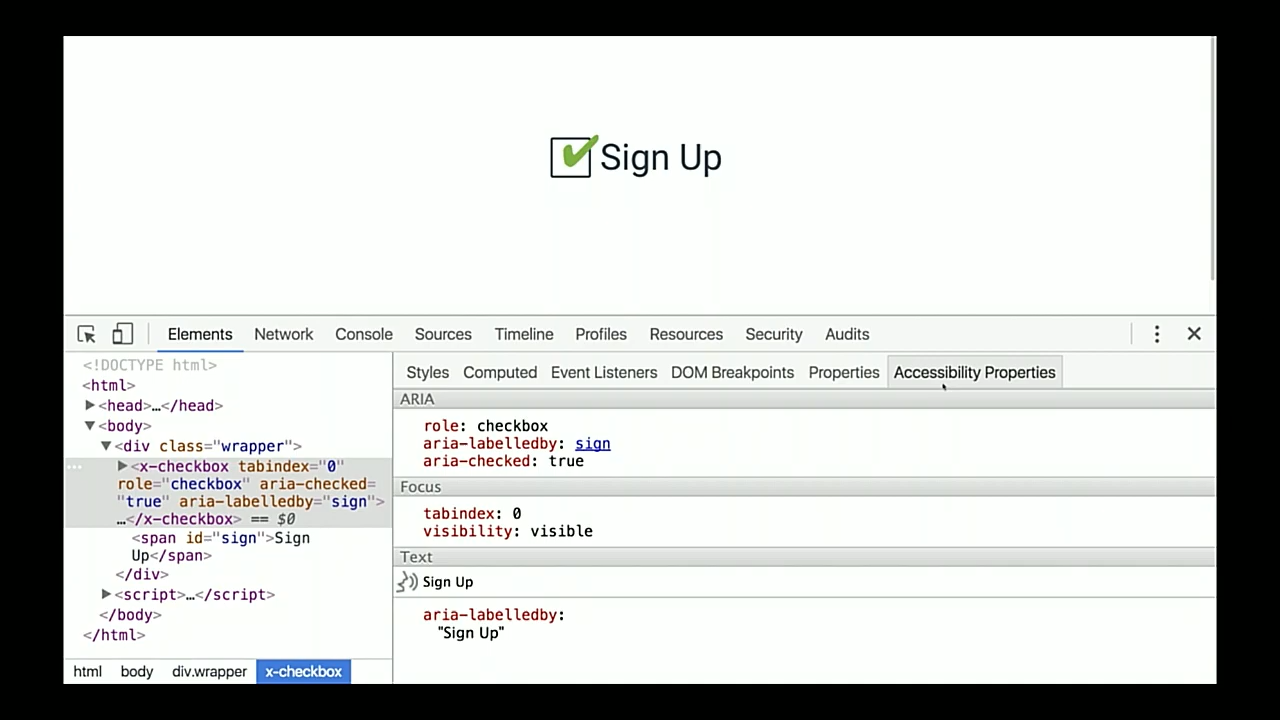 Sign Up
Elements Network Console Sources Timeline Profiles Resources Security Audits
<!DOCTYPE html>
<html>
<head>…</head>
<body>
<div class="wrapper">
<x-checkbox tabindex="0"
role="checkbox" aria-checked=
"true" aria-labelledby="sign">
…</x-checkbox> == $0
<span id="sign">Sign
Up</span>
</div>
<script>…</script>
</body>
</html>
html body div.wrapper x-checkbox
Styles Computed Event Listeners DOM Breakpoints Properties Accessibility Properties
ARIA
role: checkbox
aria-labelledby: sign
aria-checked: true
Focus
tabindex: 0
visibility: visible
Text
Sign Up
aria-labelledby:
"Sign Up"